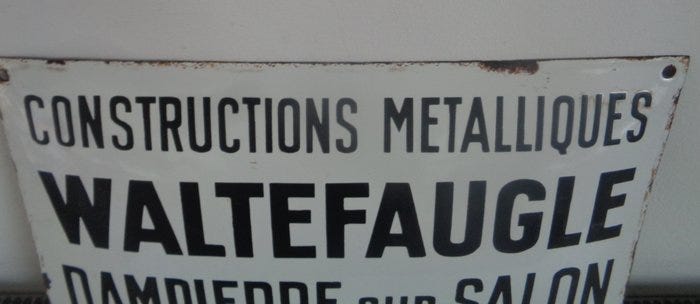 CONSTRUCTIONS METALLIQUES
WALTEFAUGLE
DAMPIERRE SUR SALON